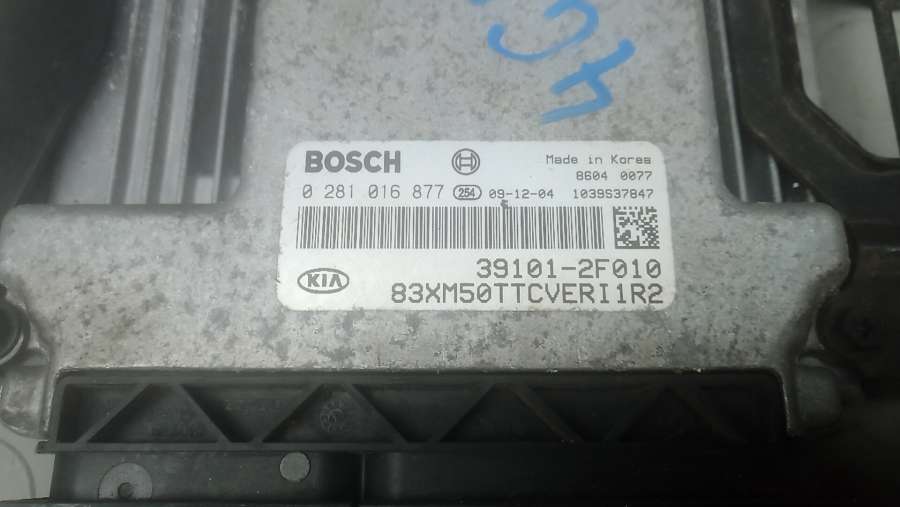 BOSCH
Made in Korea
8604 0077
0 281 016 877 254 09-12-04 1039S37847
39101-2F010
KIA 83XM50TTCVERI1R2